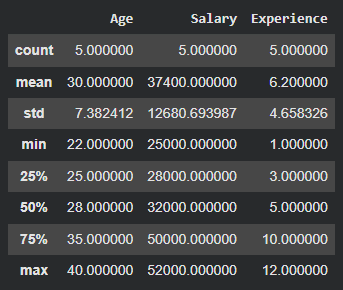 Age Salary Experience
count 5.000000 5.000000 5.000000
mean 30.000000 37400.000000 6.200000
std 7.382412 12680.693987 4.658326
min 22.000000 25000.000000 1.000000
25% 25.000000 28000.000000 3.000000
50% 28.000000 32000.000000 5.000000
75% 35.000000 50000.000000 10.000000
max 40.000000 52000.000000 12.000000